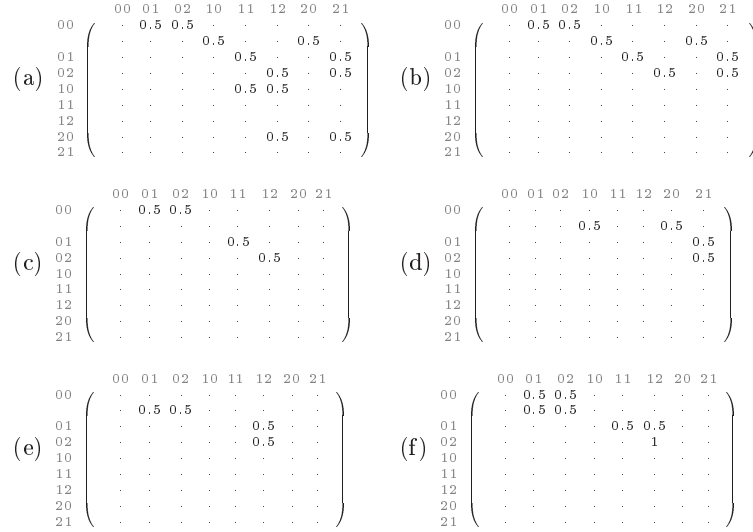 00 01 02 10 11 12 20 21
00 · 0.5 0.5 · · · · ·
· · · 0.5 · · 0.5 ·
01 · · · · 0.5 · · 0.5
(a) 02 · · · · · 0.5 · 0.5
10 · · · · 0.5 0.5 · ·
11 · · · · · · · ·
12 · · · · · · · ·
20 · · · · · 0.5 · 0.5
21 · · · · · · · ·
00 01 02 10 11 12 20 21
00 · 0.5 0.5 · · · · ·
· · · 0.5 · · 0.5 ·
01 · · · · 0.5 · · 0.5
(b) 02 · · · · · 0.5 · 0.5
10 · · · · · · · ·
11 · · · · · · · ·
12 · · · · · · · ·
20 · · · · · · · ·
21 · · · · · · · ·
00 01 02 10 11 12 20 21
00 · 0.5 0.5 · · · · ·
· · · · · · · ·
01 · · · · 0.5 · · ·
(c) 02 · · · · · 0.5 · ·
10 · · · · · · · ·
11 · · · · · · · ·
12 · · · · · · · ·
20 · · · · · · · ·
21 · · · · · · · ·
00 01 02 10 11 12 20 21
00 · · · · · · · ·
· · · 0.5 · · 0.5 ·
01 · · · · · · · 0.5
(d) 02 · · · · · · · 0.5
10 · · · · · · · ·
11 · · · · · · · ·
12 · · · · · · · ·
20 · · · · · · · ·
21 · · · · · · · ·
00 01 02 10 11 12 20 21
00 · · · · · · · ·
· 0.5 0.5 · · · · ·
01 · · · · · 0.5 · ·
(e) 02 · · · · · 0.5 · ·
10 · · · · · · · ·
11 · · · · · · · ·
12 · · · · · · · ·
20 · · · · · · · ·
21 · · · · · · · ·
00 01 02 10 11 12 20 21
00 · 0.5 0.5 · · · · ·
· 0.5 0.5 · · · · ·
01 · · · · 0.5 0.5 · ·
(f) 02 · · · · · 1 · ·
10 · · · · · · · ·
11 · · · · · · · ·
12 · · · · · · · ·
20 · · · · · · · ·
21 · · · · · · · ·